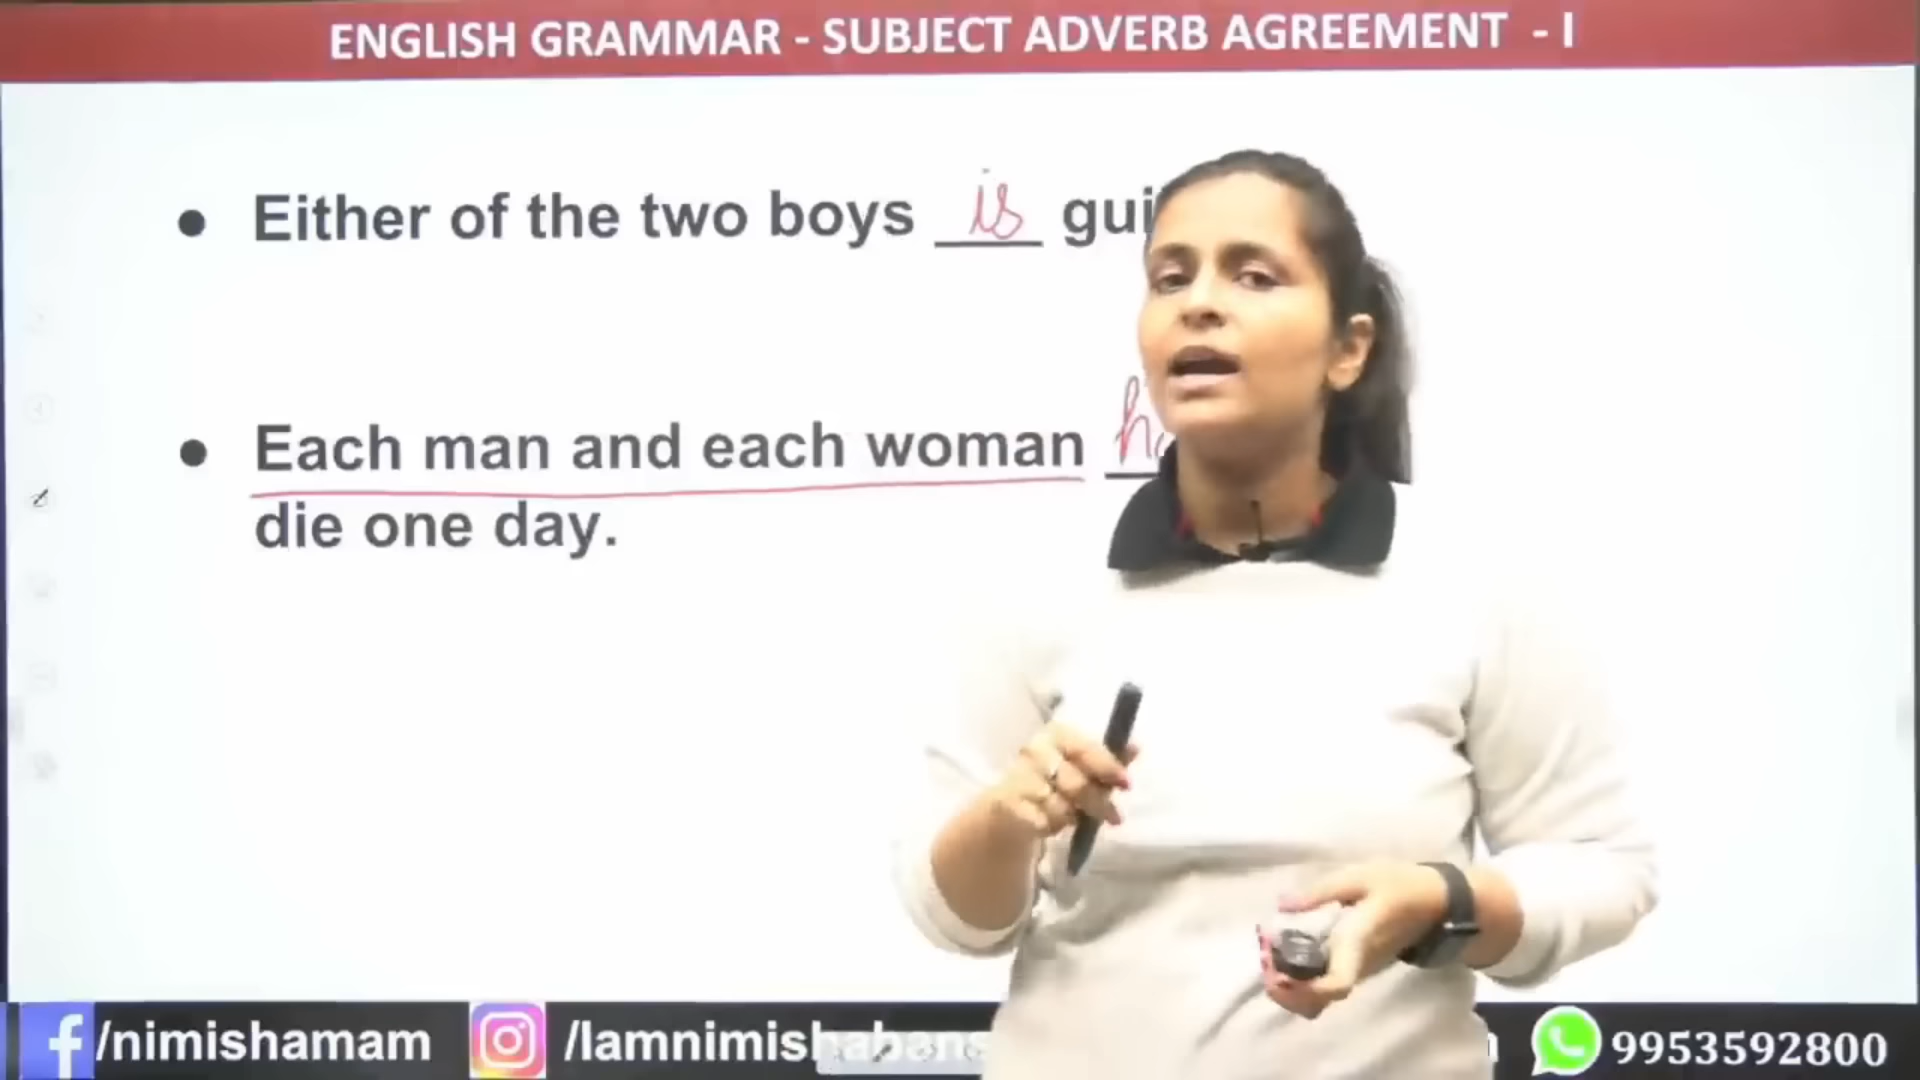 ENGLISH GRAMMAR - SUBJECT ADVERB AGREEMENT - I
• Either of the two boys is
• Each man and each woman
die one day.
/nimishamam /Iamnimisha 9953592800